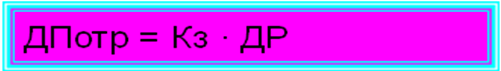 ДПотр = Кз · ДР